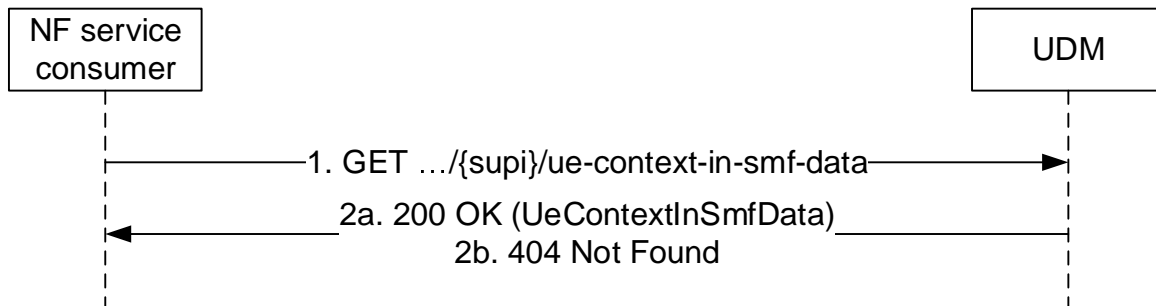 NF service
consumer
UDM
1. GET …/{supi}/ue-context-in-smf-data
2a. 200 OK (UeContextInSmfData)
2b. 404 Not Found